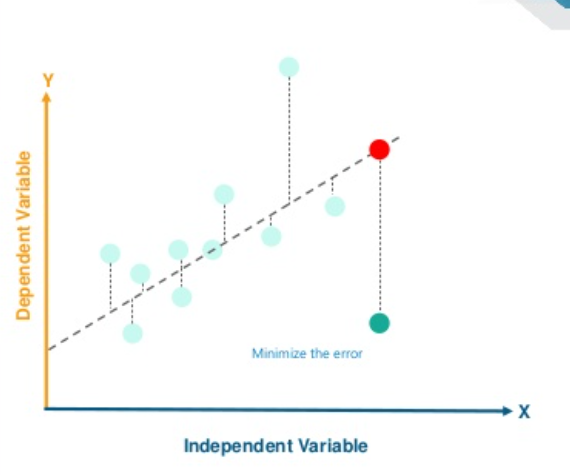 Y
Dependent Variable
Minimize the error
X
Independent Variable